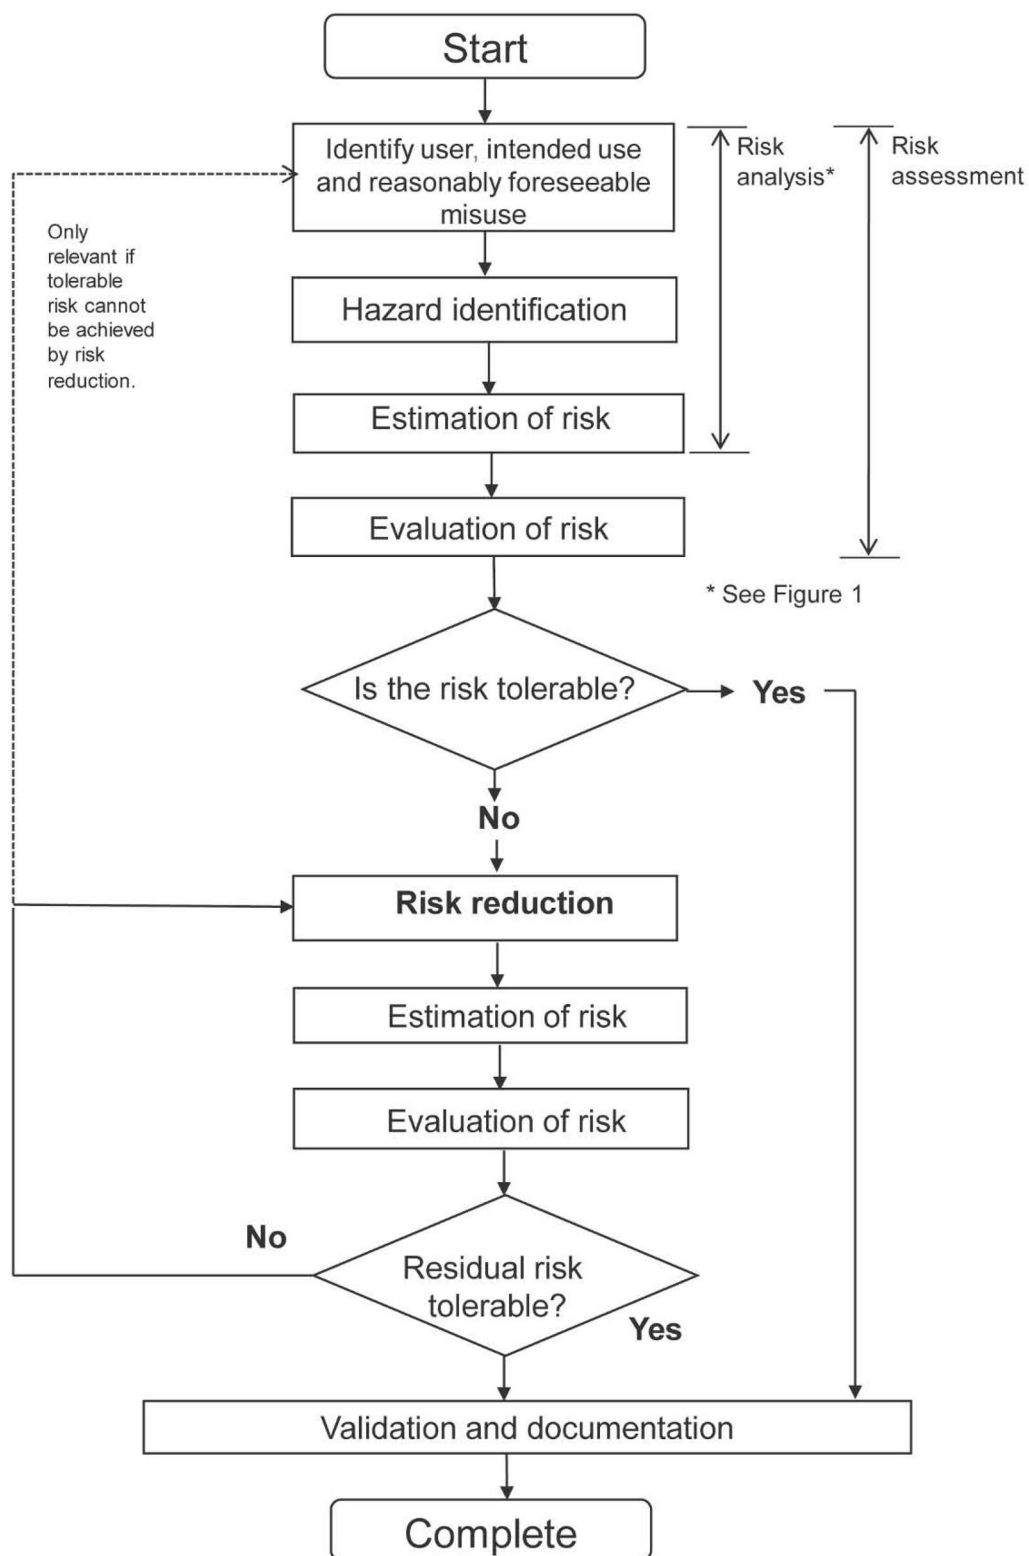 Start
Identify user, intended use
and reasonably foreseeable
misuse
Risk
analysis*
Risk
assessment
Only
relevant if
tolerable
risk cannot
be achieved
by risk
reduction.
Hazard identification
Estimation of risk
Evaluation of risk
* See Figure 1
Is the risk tolerable?
Yes
No
Risk reduction
Estimation of risk
Evaluation of risk
No
Residual risk
tolerable?
Yes
Validation and documentation
Complete